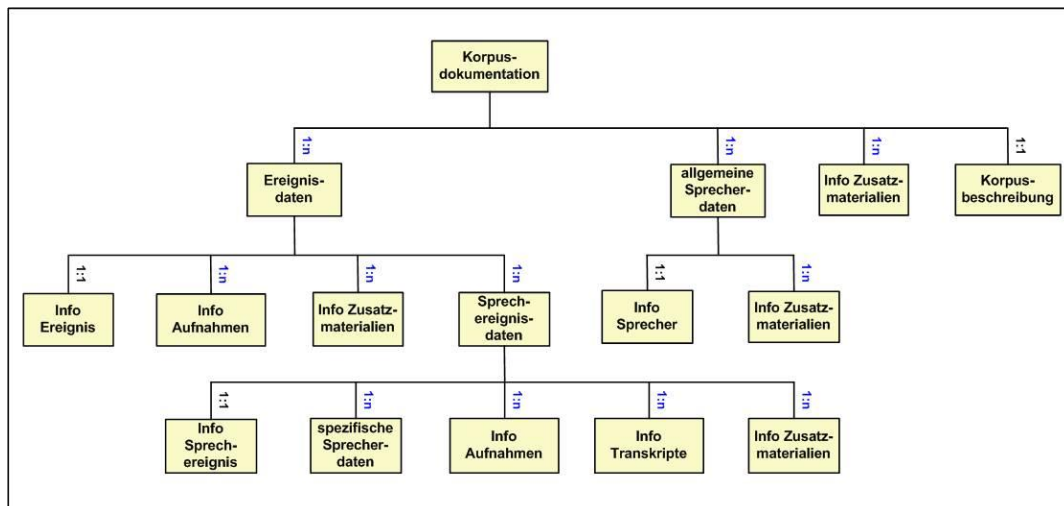 Korpus-
dokumentation
1:n
1:n
1:n
1:1
Ereignis-
daten
allgemeine
Sprecher-
daten
Info Zusatz-
materialien
Korpus-
beschreibung
1:1
1:n
1:n
1:n
1:1
1:n
Info
Ereignis
Info
Aufnahmen
Info Zusatz-
materialien
Sprech-
ereignis-
daten
Info
Sprecher
Info Zusatz-
materialien
1:1
1:n
1:n
1:n
1:n
Info
Sprech-
ereignis
spezifische
Sprecher-
daten
Info
Aufnahmen
Info
Transkripte
Info Zusatz-
materialien